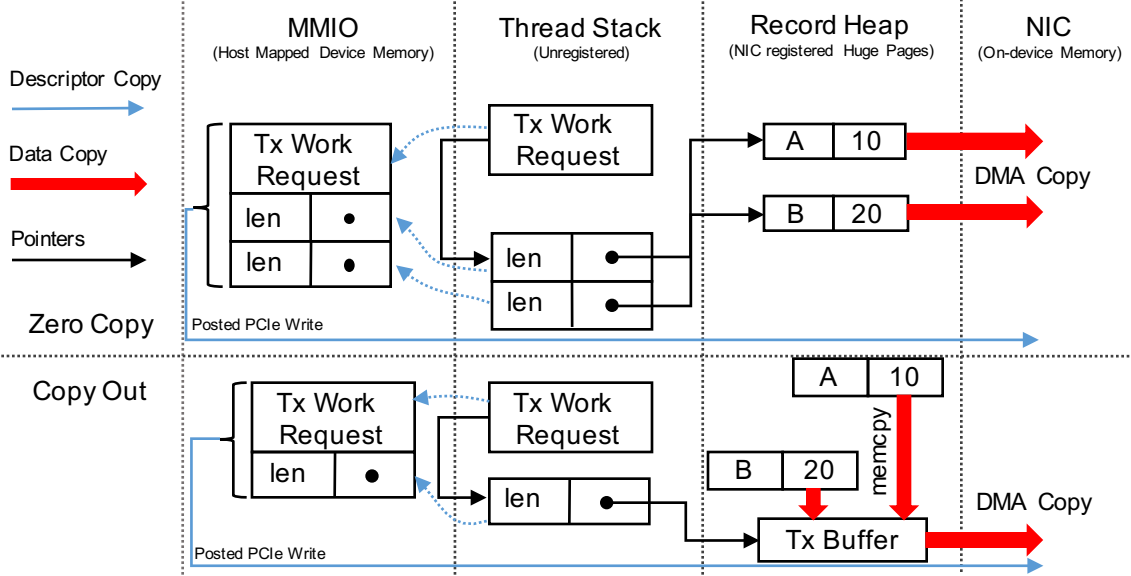 MMIO
(Host Mapped Device Memory)
Thread Stack
(Unregistered)
Record Heap
(NIC registered Huge Pages)
NIC
(On-device Memory)
Descriptor Copy
Data Copy
Pointers
Zero Copy
Tx Work
Request
len
len
Posted PCIe Write
Tx Work
Request
len
len
A 10
B 20
DMA Copy
Copy Out
Tx Work
Request
len
Posted PCIe Write
Tx Work
Request
len
A 10
memcpy
B 20
Tx Buffer
DMA Copy